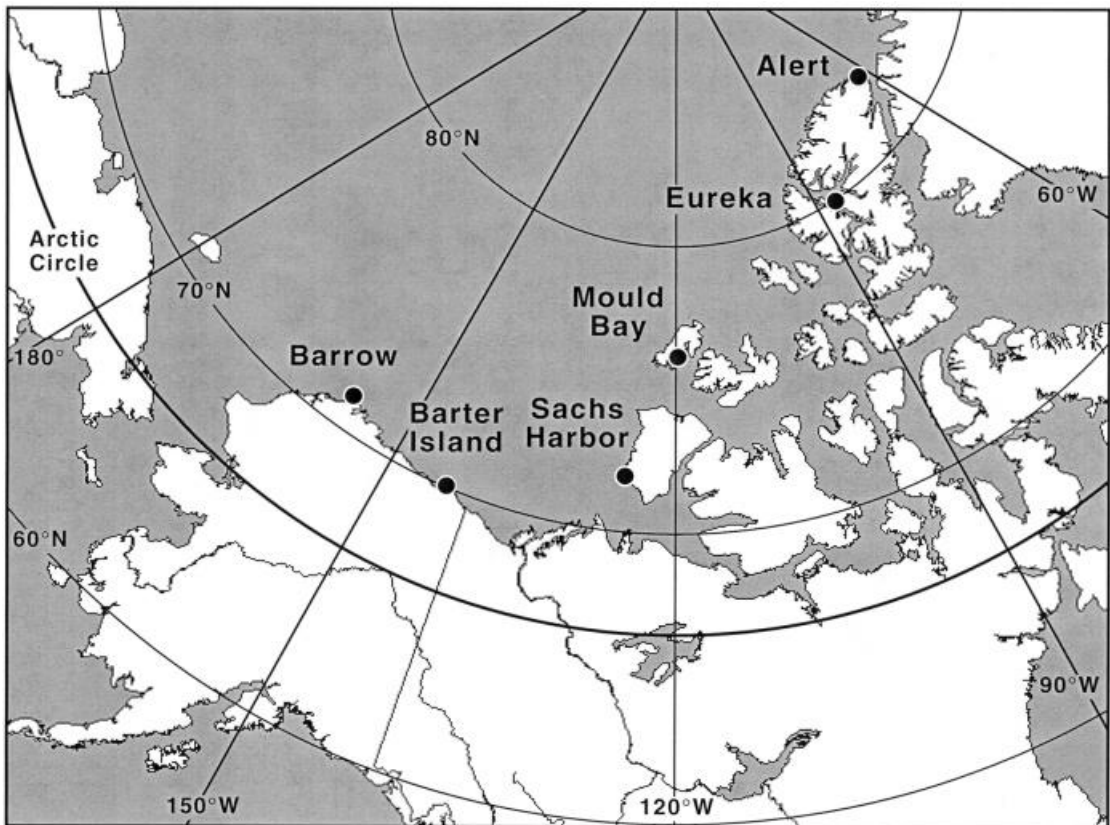 Alert
80°N
Eureka
60°W
Arctic
Circle
70°N
Mould
Bay
180°
Barrow
Barter
Island
Sachs
Harbor
60°N
90°W
150°W
120°W